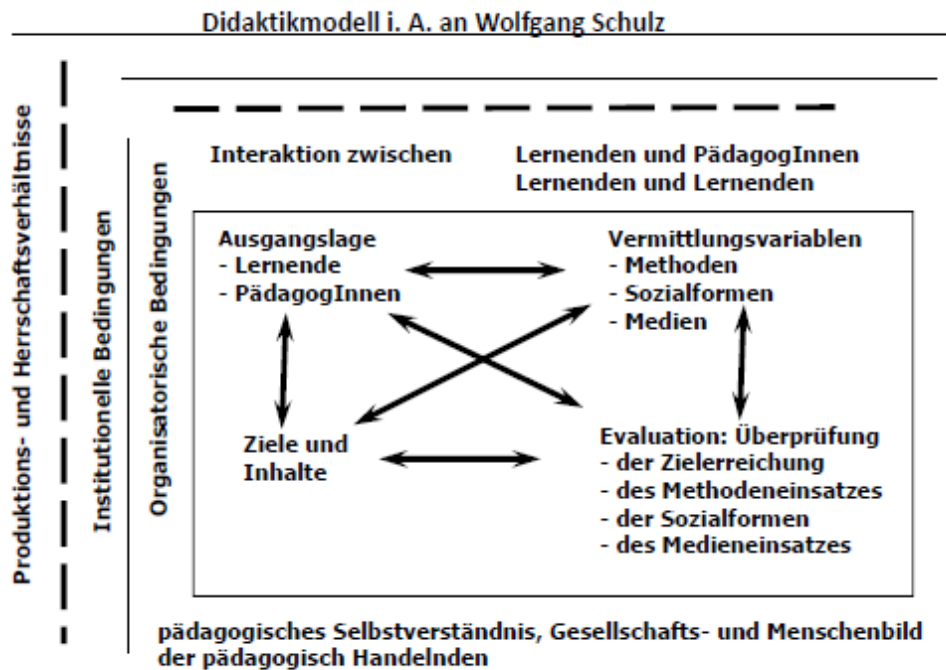 Didaktikmodell i. A. an Wolfgang Schulz
Produktions- und Herrschaftsverhältnisse
Institutionelle Bedingungen
Organisatorische Bedingungen
Interaktion zwischen
Lernenden und PädagogInnen
Lernenden und Lernenden
Ausgangslage
- Lernende
- PädagogInnen
Vermittlungsvariablen
- Methoden
- Sozialformen
- Medien
Ziele und
Inhalte
Evaluation: Überprüfung
- der Zielerreichung
- des Methodeneinsatzes
- der Sozialformen
- des Medieneinsatzes
pädagogisches Selbstverständnis, Gesellschafts- und Menschenbild
der pädagogisch Handelnden